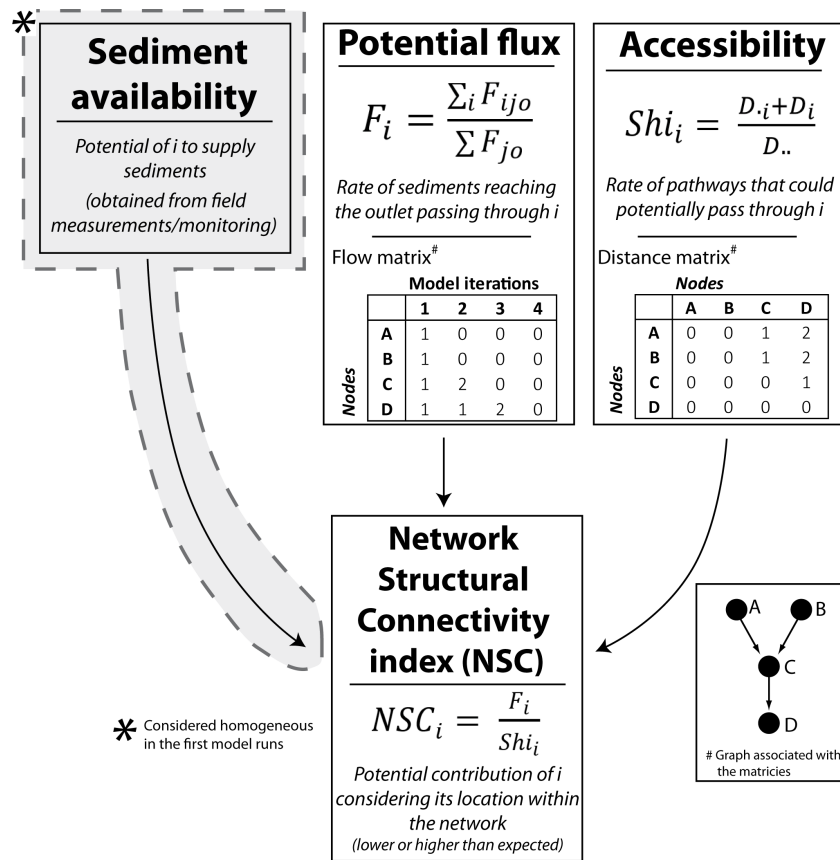 *
Sediment
availability
Potential of i to supply
sediments
(obtained from field
measurements/monitoring)
Potential flux
F_i = ∑_i F_ijo / ∑ F_jo
Rate of sediments reaching
the outlet passing through i
Flow matrix#
Model iterations
1 2 3 4
Nodes
A 1 0 0 0
B 1 0 0 0
C 1 2 0 0
D 1 1 2 0
Accessibility
Shi_i = D._i+D_i / D..
Rate of pathways that could
potentially pass through i
Distance matrix#
Nodes
A B C D
Nodes
A 0 0 1 2
B 0 0 1 2
C 0 0 0 1
D 0 0 0 0
Network
Structural
Connectivity
index (NSC)
NSC_i = F_i / Shi_i
Potential contribution of i
considering its location within
the network
(lower or higher than expected)
* Considered homogeneous
in the first model runs
A B
C
D
# Graph associated with
the matricies